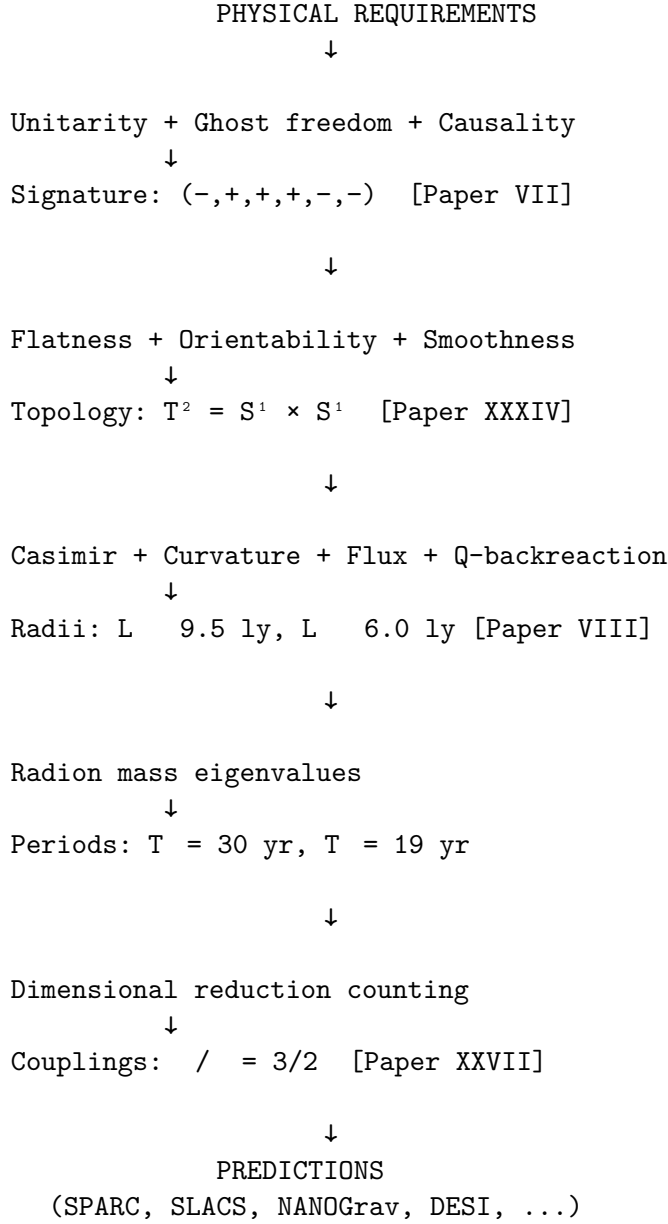 PHYSICAL REQUIREMENTS
↓
Unitarity + Ghost freedom + Causality
↓
Signature: (-,+,+,+,-,-) [Paper VII]
↓
Flatness + Orientability + Smoothness
↓
Topology: T² = S¹ × S¹ [Paper XXXIV]
↓
Casimir + Curvature + Flux + Q-backreaction
↓
Radii: L 9.5 ly, L 6.0 ly [Paper VIII]
↓
Radion mass eigenvalues
↓
Periods: T = 30 yr, T = 19 yr
↓
Dimensional reduction counting
↓
Couplings: / = 3/2 [Paper XXVII]
↓
PREDICTIONS
(SPARC, SLACS, NANOGrav, DESI, ...)